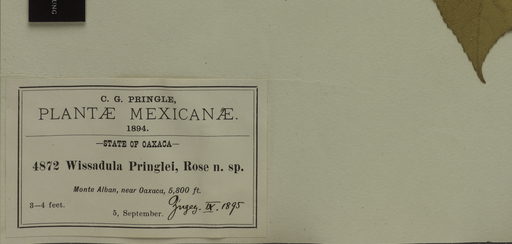 C. G. PRINGLE,
PLANTÆ MEXICANÆ.
1894.
—STATE OF OAXACA—
4872 Wissadula Pringlei, Rose n. sp.
Monte Alban, near Oaxaca, 5,800 ft.
3—4 feet.
5, September. IX. 1895